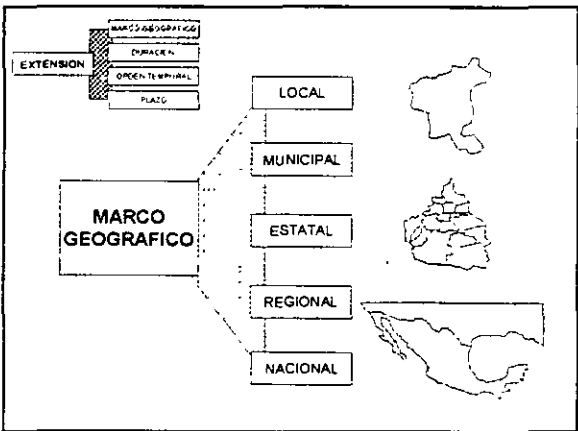 MARCO GEOGRAFICO
DURACION
EXTENSION
ORDEN TEMPORAL
PLAZO
LOCAL
MUNICIPAL
MARCO
GEOGRAFICO
ESTATAL
REGIONAL
NACIONAL